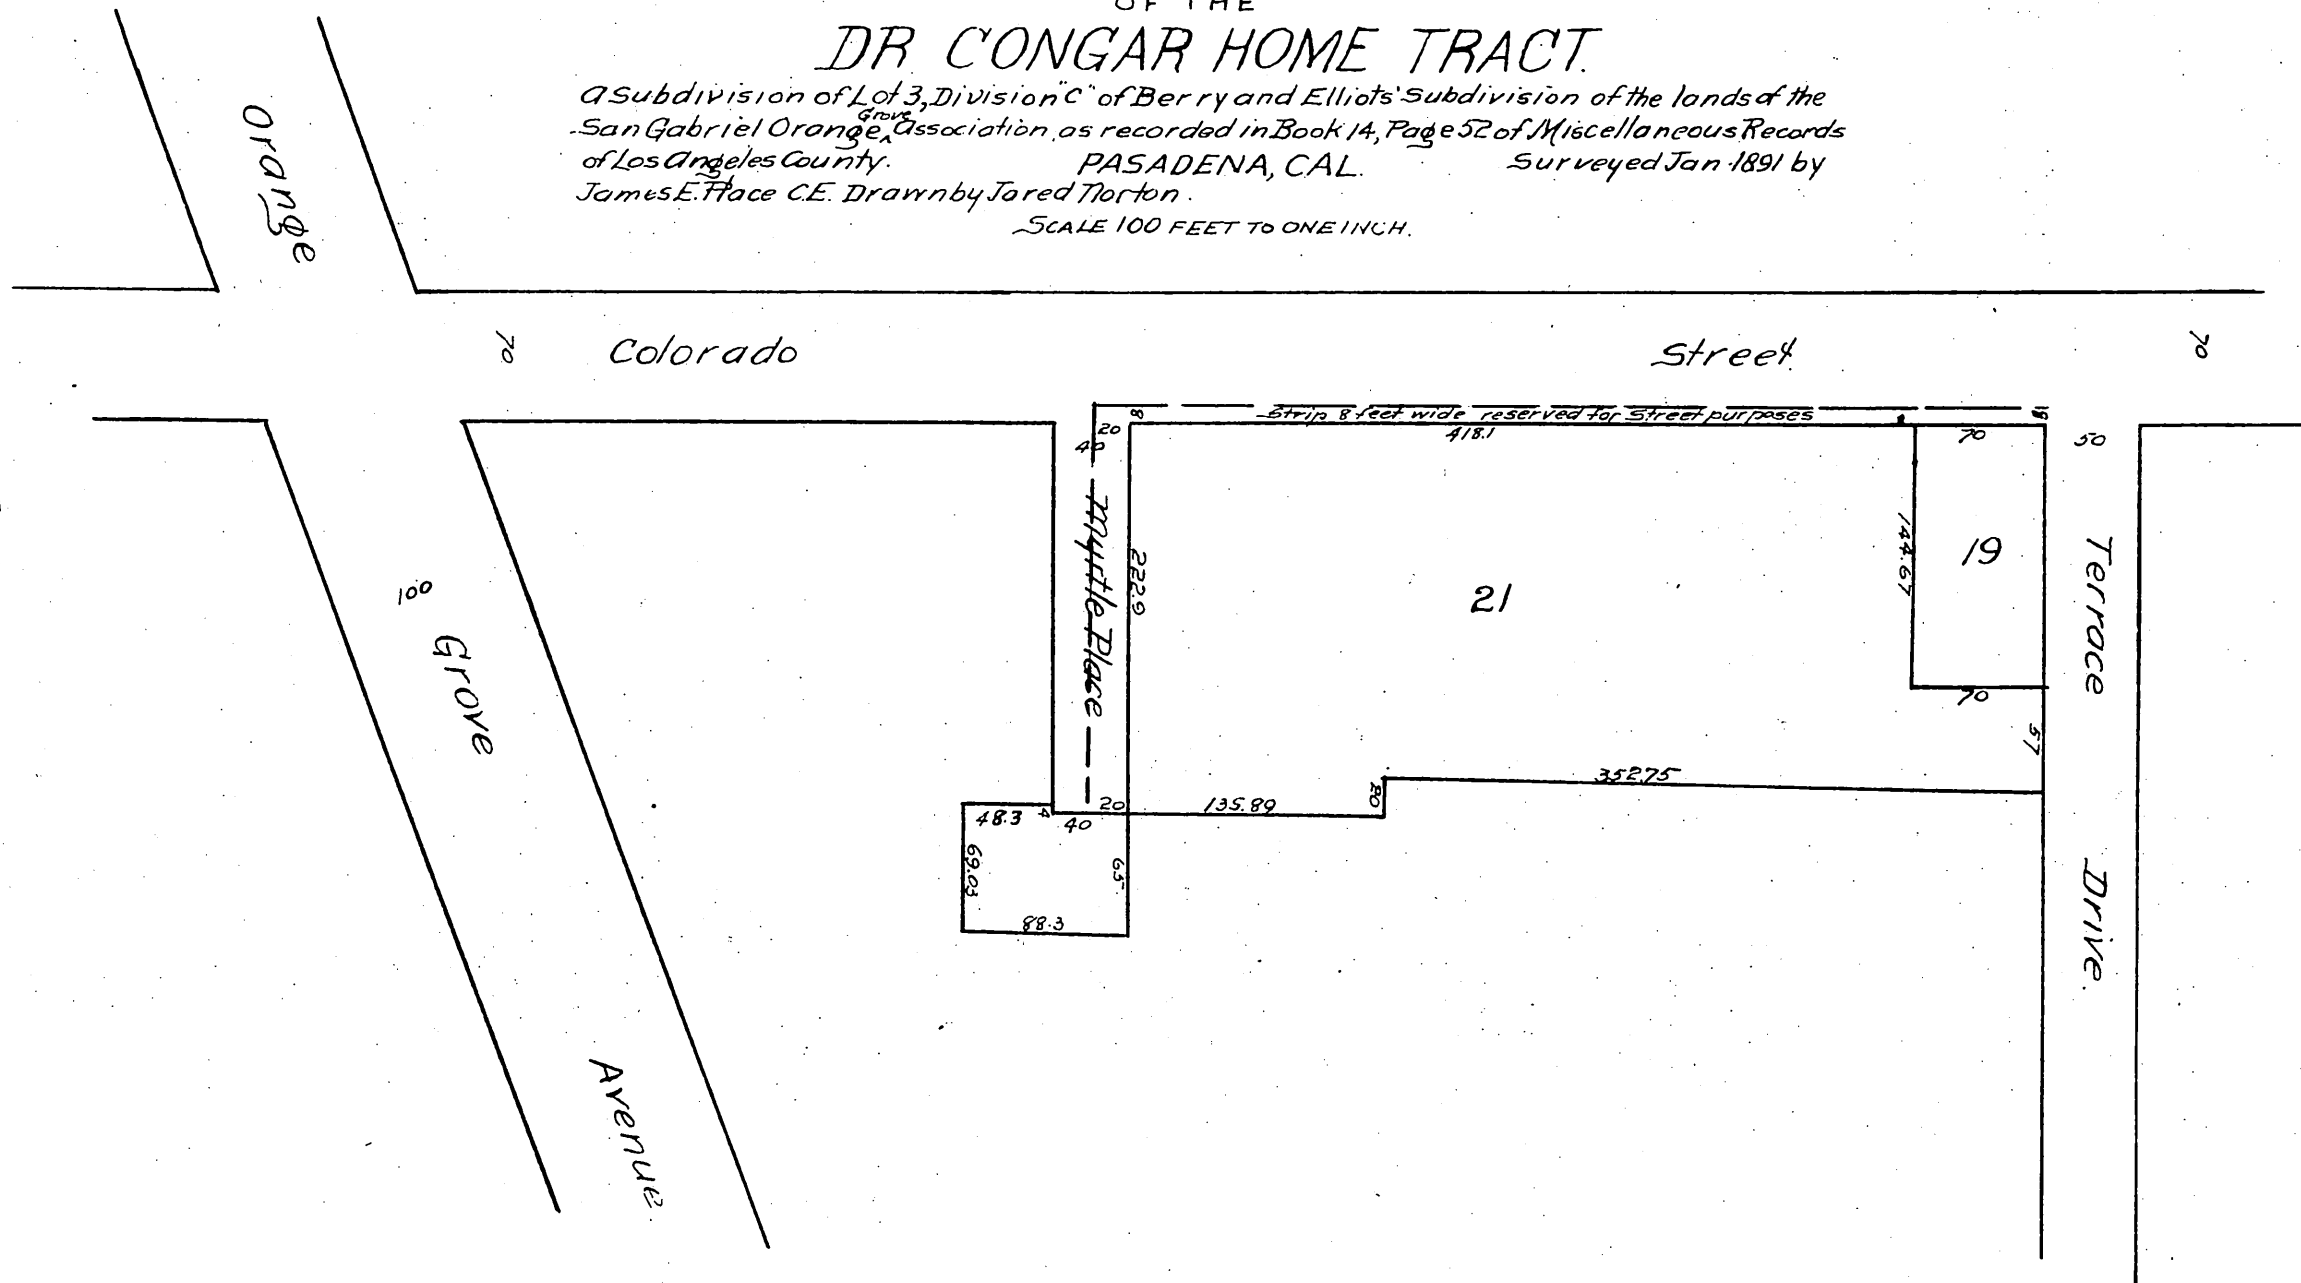 OF THE
DR CONGAR HOME TRACT.
A Subdivision of Lot 3, Division "C" of Berry and Elliots' Subdivision of the lands of the
San Gabriel Orange Grove Association, as recorded in Book 14, Page 52 of Miscellaneous Records
of Los Angeles County. PASADENA, CAL. Surveyed Jan. 1891 by
James E. Place C.E. Drawn by Jared Norton.
SCALE 100 FEET TO ONE INCH.
Orange
70
Colorado
Street
70
Strip 8 feet wide reserved for Street purposes
8
8
20
40
418.1
70
50
Myrtle Place
222.9
21
144.67
19
Terrace
100
Grove
70
57
352.75
20
135.89
20
48.3
4
40
69.03
65
88.3
Drive.
Avenue.